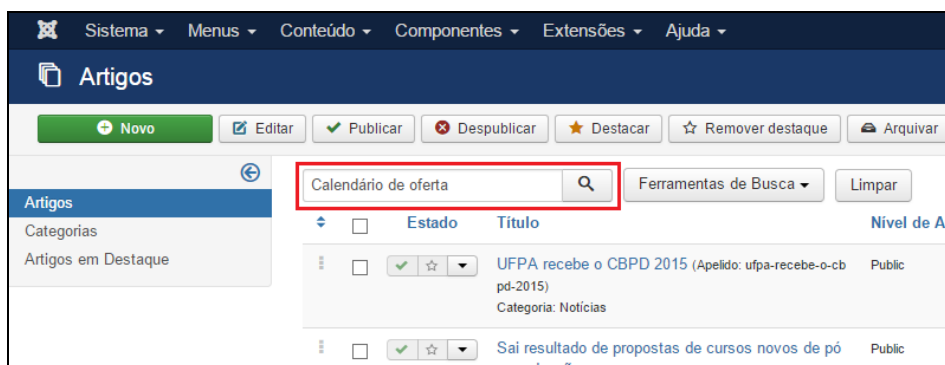 Sistema Menus Conteúdo Componentes Extensões Ajuda
Artigos
Novo Editar Publicar Despublicar Destacar Remover destaque Arquivar
Calendário de oferta Ferramentas de Busca Limpar
Artigos
Categorias
Artigos em Destaque
Estado Título Nível de A
UFPA recebe o CBPD 2015 (Apelido: ufpa-recebe-o-cb Public
pd-2015)
Categoria: Notícias
Sai resultado de propostas de cursos novos de pó Public